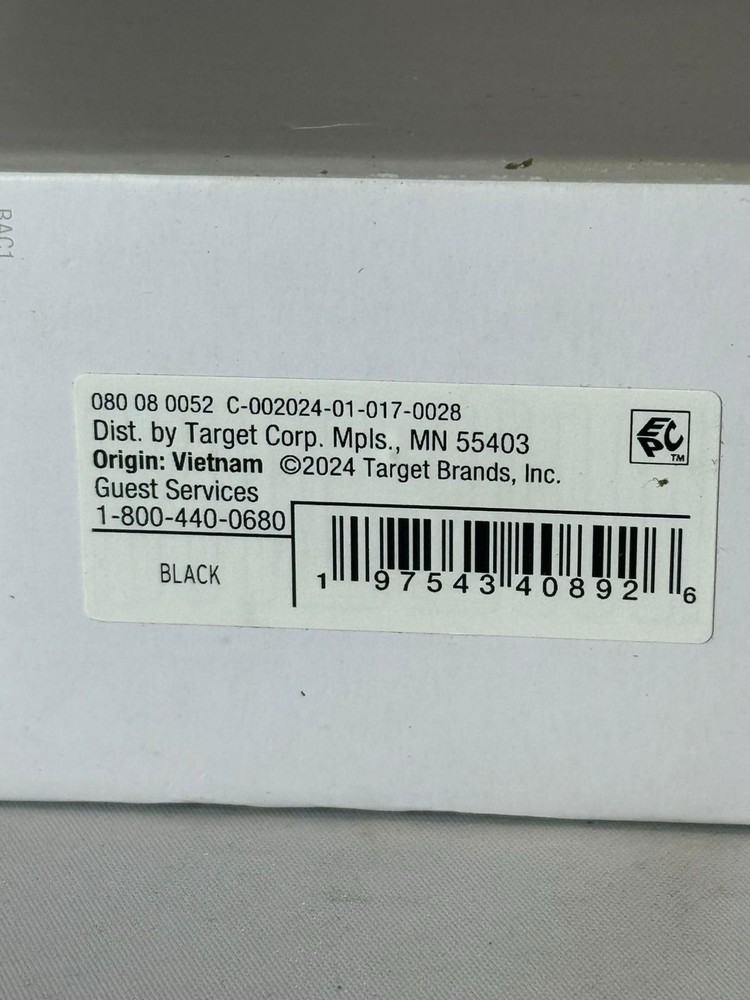 BAC1
080 08 0052 C-002024-01-017-0028
Dist. by Target Corp. Mpls., MN 55403
Origin: Vietnam ©2024 Target Brands, Inc.
Guest Services
1-800-440-0680
BLACK
1 97543 40892 6
EPC TM